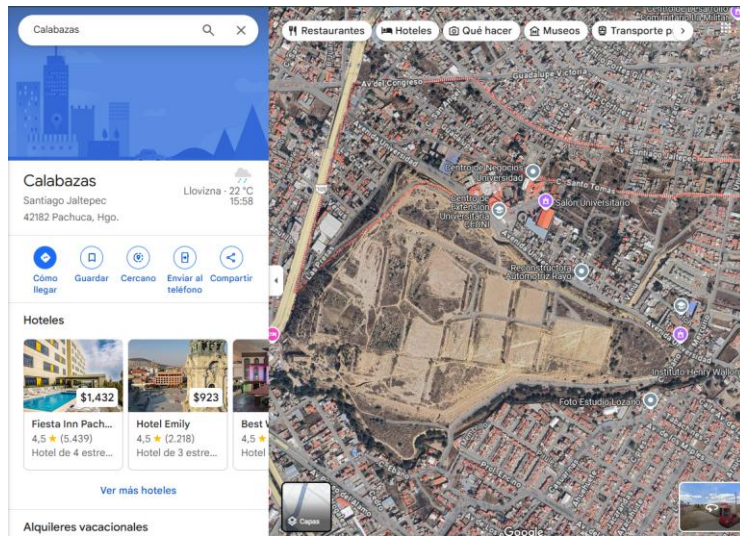 Calabazas
Restaurantes
Hoteles
Qué hacer
Museos
Transporte p
Calabazas
Santiago Jaltepec
42182 Pachuca, Hgo.
Llovizna · 22 °C
15:58
Cómo llegar
Guardar
Cercano
Enviar al teléfono
Compartir
Hoteles
$1,432
$923
Fiesta Inn Pach...
Hotel Emily
Best
4,5 ★ (5.439)
4,5 ★ (2.218)
4,5 ★
Hotel de 4 estre...
Hotel de 3 estre...
Hotel
Ver más hoteles
Alquileres vacacionales
Av del Congreso
Guadalupe Victoria
Av. Santiago Jaltepec
Centro de Negocios
Universidad
C. Santo Tomas
Salón Universitario
Centro de
Extensión
Universitaria
Reconstructora
Automotriz Rayo
Instituto Henry Wallon
Foto Estudio Lozano
Capas
Google